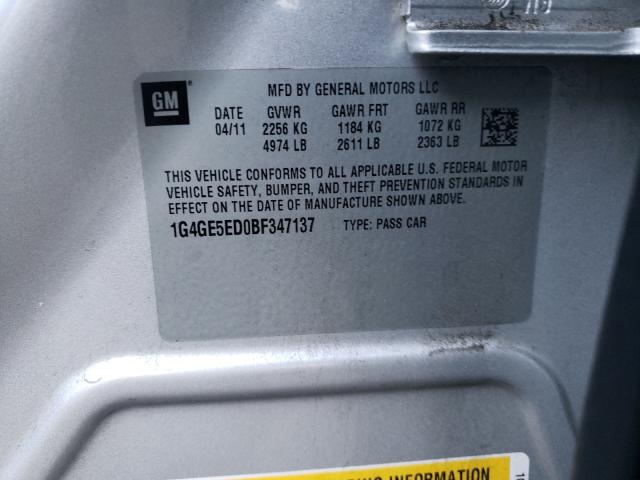 GM
MFD BY GENERAL MOTORS LLC
DATE GVWR GAWR FRT GAWR RR
04/11 2256 KG 1184 KG 1072 KG
4974 LB 2611 LB 2363 LB
THIS VEHICLE CONFORMS TO ALL APPLICABLE U.S. FEDERAL MOTOR
VEHICLE SAFETY, BUMPER, AND THEFT PREVENTION STANDARDS IN
EFFECT ON THE DATE OF MANUFACTURE SHOWN ABOVE.
1G4GE5ED0BF347137 TYPE: PASS CAR
INFORMATION